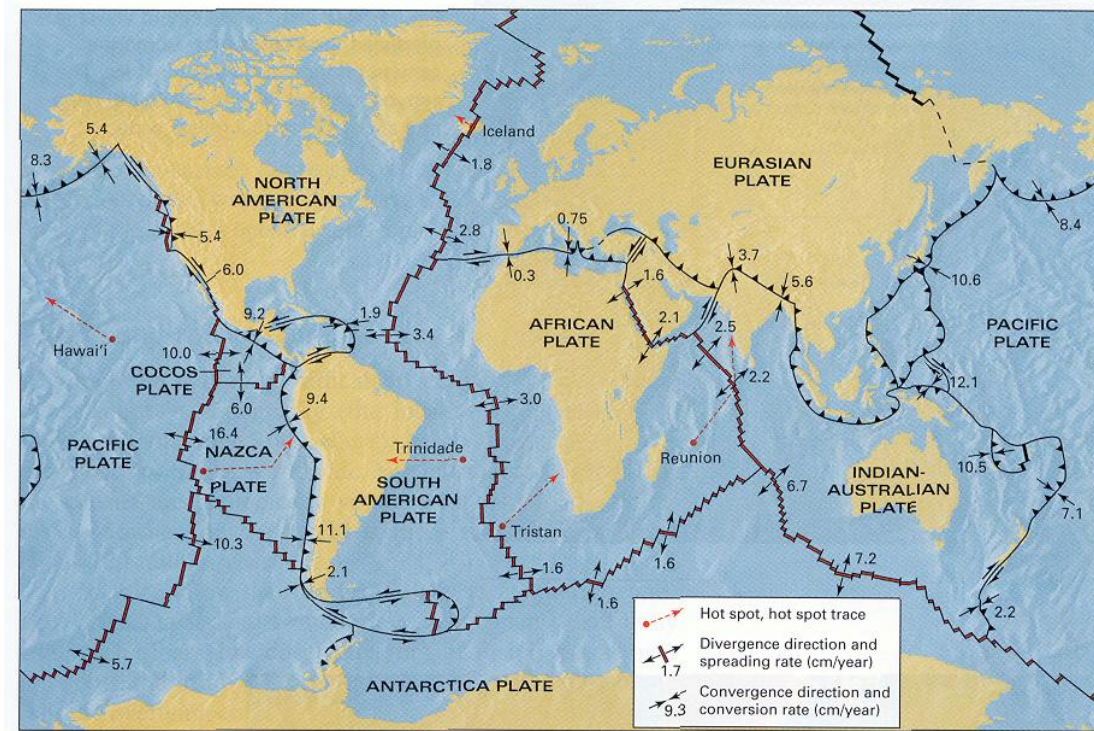 Iceland
5.4
8.3
1.8
EURASIAN
PLATE
NORTH
AMERICAN
PLATE
8.4
0.75
2.8
5.4
3.7
0.3
10.6
6.0
5.6
1.6
1.9
9.2
2.1
AFRICAN
PLATE
2.5
PACIFIC
PLATE
3.4
Hawai'i
10.0
COCOS
PLATE
2.2
12.1
6.0
3.0
9.4
16.4
PACIFIC
PLATE
NAZCA
PLATE
Trinidade
Reunion
10.5
SOUTH
AMERICAN
PLATE
INDIAN-
AUSTRALIAN
PLATE
6.7
7.1
Tristan
11.1
10.3
7.2
1.6
1.6
2.1
1.6
2.2
Hot spot, hot spot trace
Divergence direction and
spreading rate (cm/year)
1.7
5.7
ANTARCTICA PLATE
Convergence direction and
conversion rate (cm/year)
9.3